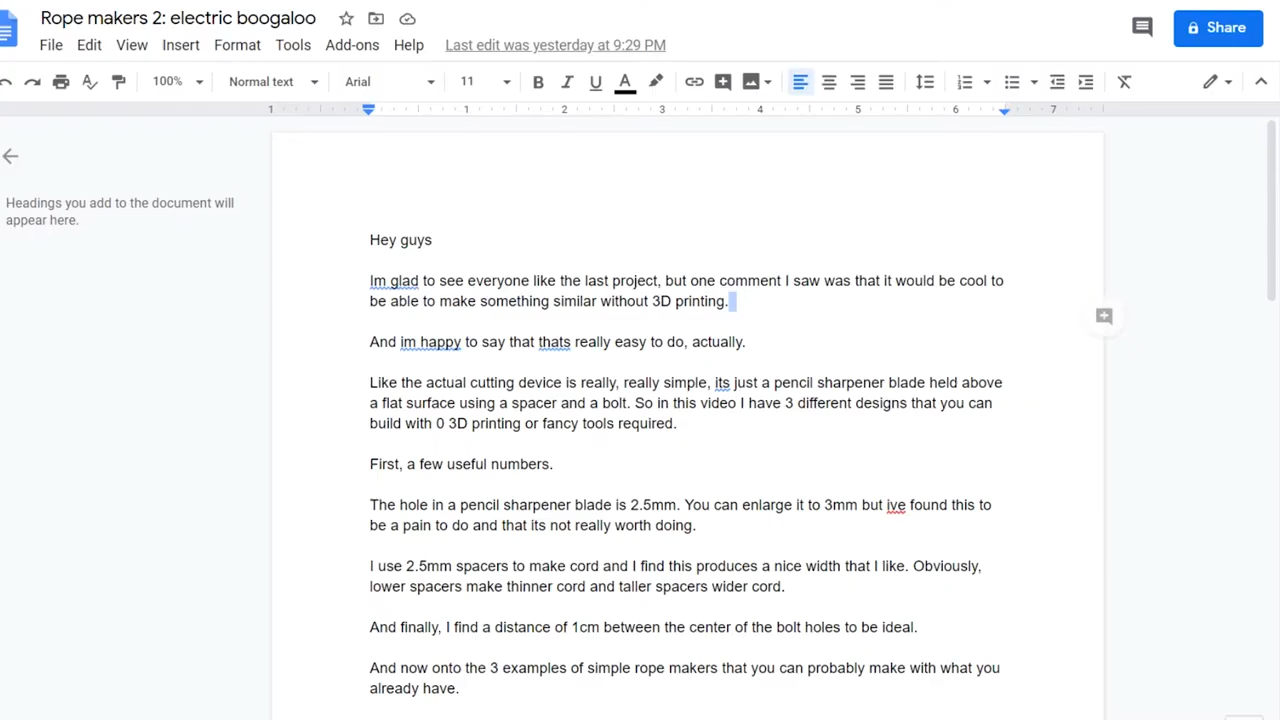 Rope makers 2: electric boogaloo
File Edit View Insert Format Tools Add-ons Help Last edit was yesterday at 9:29 PM
Share
100% Normal text Arial 11
1 1 2 3 4 5 6 7
Headings you add to the document will
appear here.
Hey guys
Im glad to see everyone like the last project, but one comment I saw was that it would be cool to
be able to make something similar without 3D printing.
And im happy to say that thats really easy to do, actually.
Like the actual cutting device is really, really simple, its just a pencil sharpener blade held above
a flat surface using a spacer and a bolt. So in this video I have 3 different designs that you can
build with 0 3D printing or fancy tools required.
First, a few useful numbers.
The hole in a pencil sharpener blade is 2.5mm. You can enlarge it to 3mm but ive found this to
be a pain to do and that its not really worth doing.
I use 2.5mm spacers to make cord and I find this produces a nice width that I like. Obviously,
lower spacers make thinner cord and taller spacers wider cord.
And finally, I find a distance of 1cm between the center of the bolt holes to be ideal.
And now onto the 3 examples of simple rope makers that you can probably make with what you
already have.